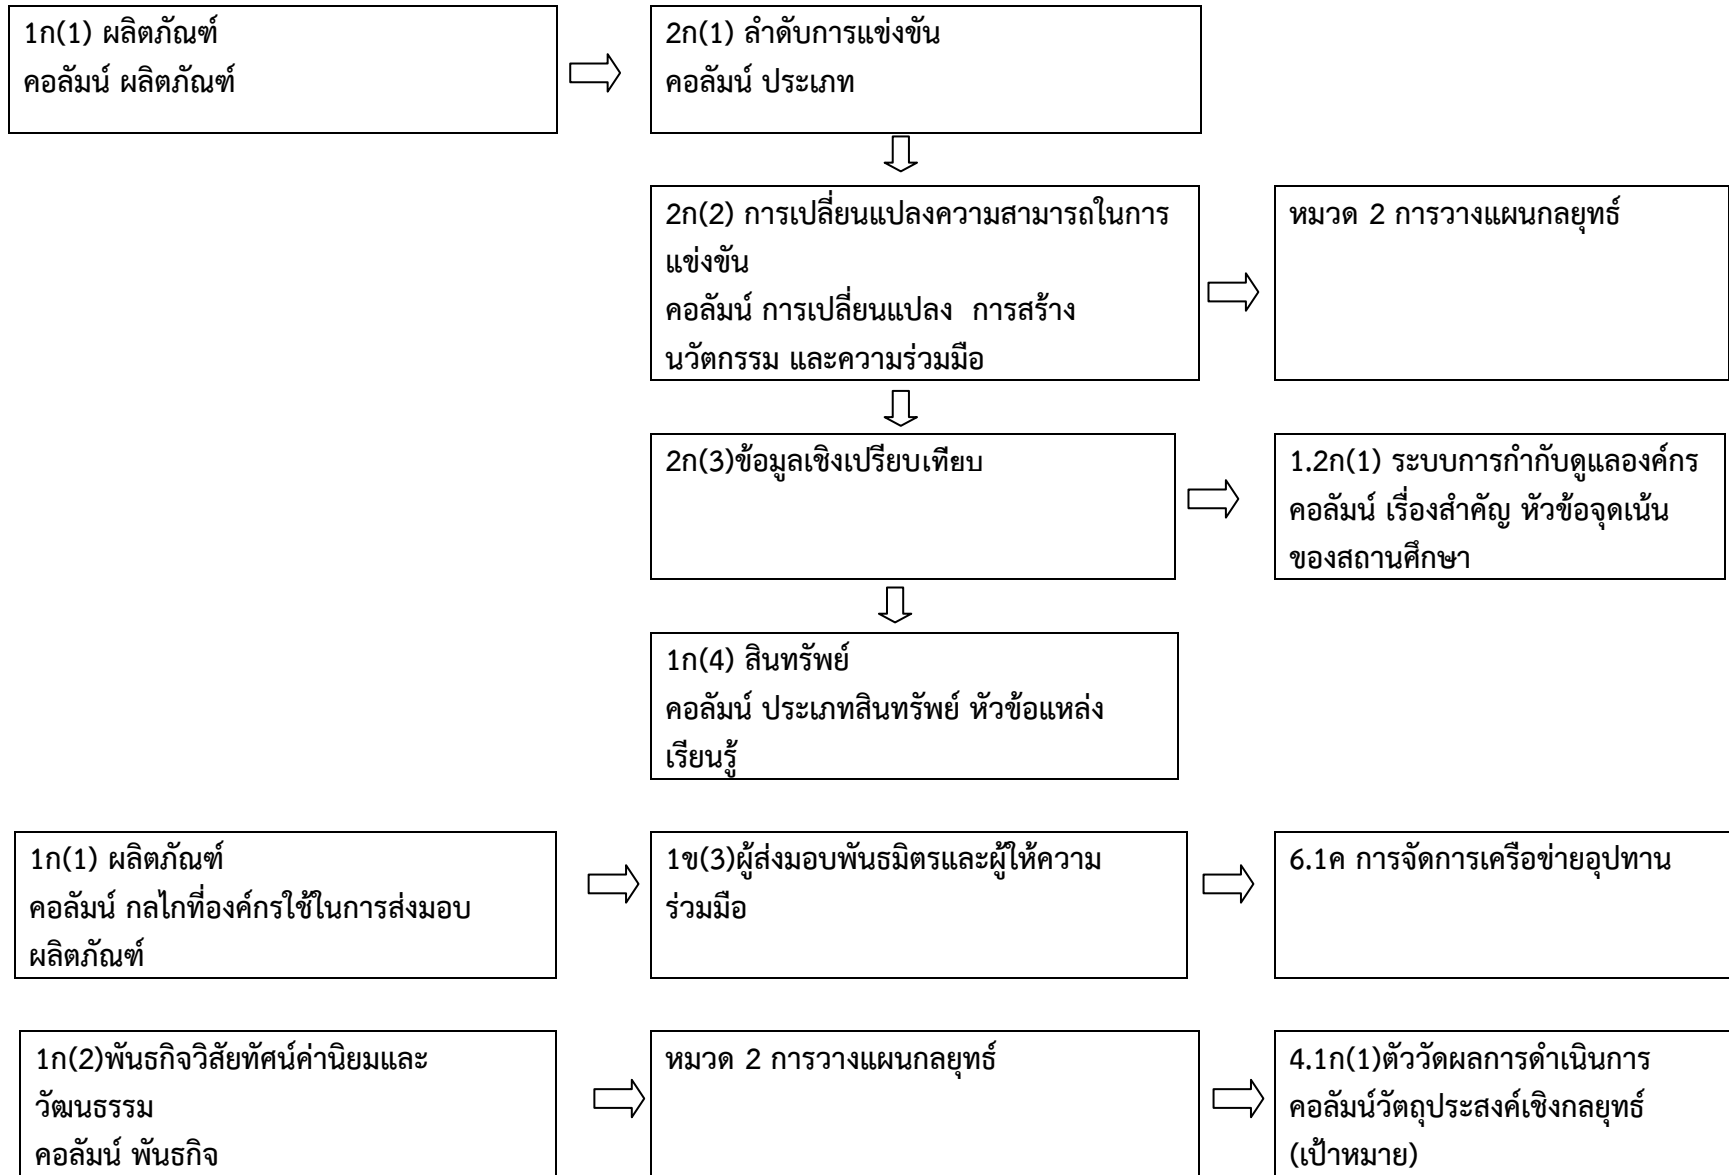 1ก(1) ผลิตภัณฑ์
คอลัมน์ ผลิตภัณฑ์
2ก(1) ลำดับการแข่งขัน
คอลัมน์ ประเภท
2ก(2) การเปลี่ยนแปลงความสามารถในการ
แข่งขัน
คอลัมน์ การเปลี่ยนแปลง การสร้าง
นวัตกรรม และความร่วมมือ
หมวด 2 การวางแผนกลยุทธ์
2ก(3)ข้อมูลเชิงเปรียบเทียบ
1.2ก(1) ระบบการกำกับดูแลองค์กร
คอลัมน์ เรื่องสำคัญ หัวข้อจุดเน้น
ของสถานศึกษา
1ก(4) สินทรัพย์
คอลัมน์ ประเภทสินทรัพย์ หัวข้อแหล่ง
เรียนรู้
1ก(1) ผลิตภัณฑ์
คอลัมน์ กลไกที่องค์กรใช้ในการส่งมอบ
ผลิตภัณฑ์
1ข(3)ผู้ส่งมอบพันธมิตรและผู้ให้ความ
ร่วมมือ
6.1ค การจัดการเครือข่ายอุปทาน
1ก(2)พันธกิจวิสัยทัศน์ค่านิยมและ
วัฒนธรรม
คอลัมน์ พันธกิจ
หมวด 2 การวางแผนกลยุทธ์
4.1ก(1)ตัววัดผลการดำเนินการ
คอลัมน์วัตถุประสงค์เชิงกลยุทธ์
(เป้าหมาย)